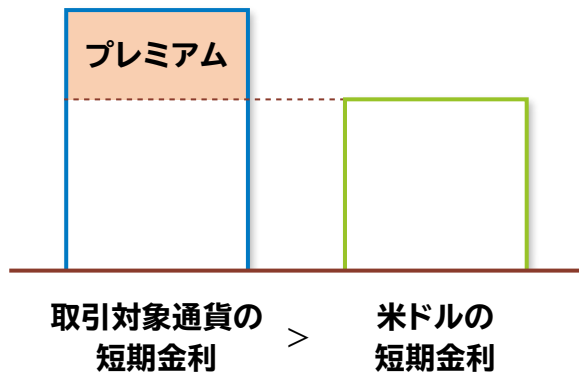 プレミアム
取引対象通貨の
短期金利
>
米ドルの
短期金利